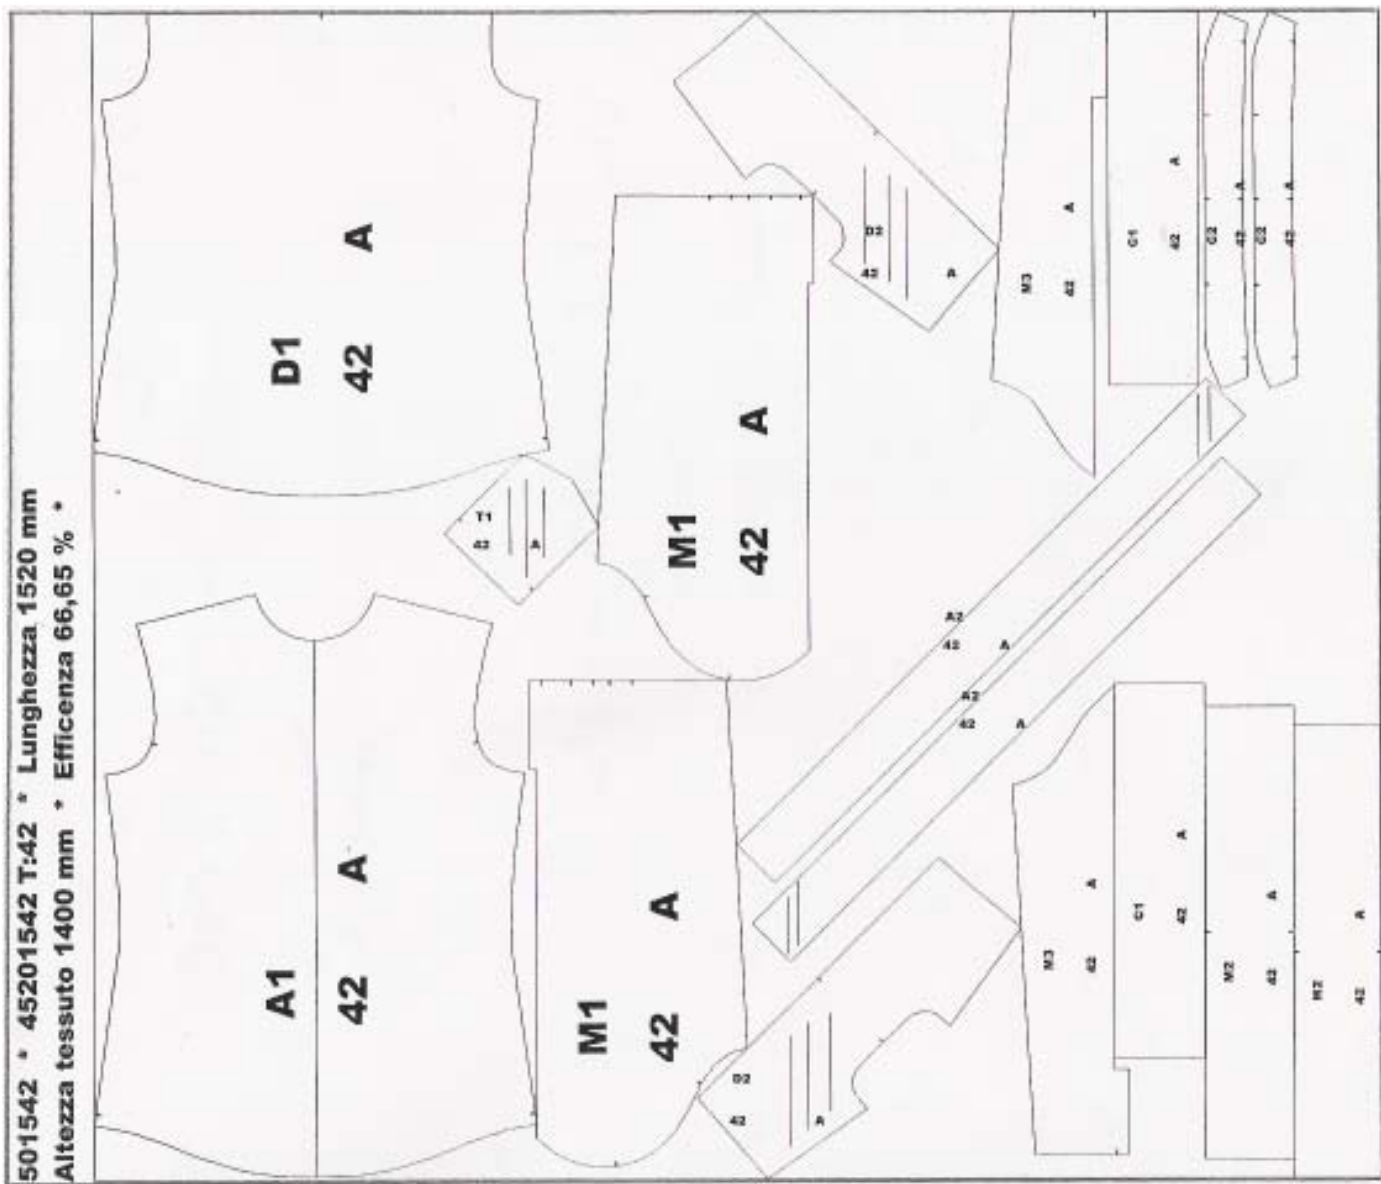 501542 * 45201542 T:42 * Lunghezza 1520 mm
Altezza tessuto 1400 mm * Efficenza 66,65 % *
D1
42 A
A1
42 A
T1
42 A
M1
42 A
M1
42 A
D2
42 A
D2
42 A
A2
42 A
A2
42 A
M3
42 A
C1
42 A
C2
42 A
C2
42 A
M3
42 A
C1
42 A
M2
42 A
M2
42 A